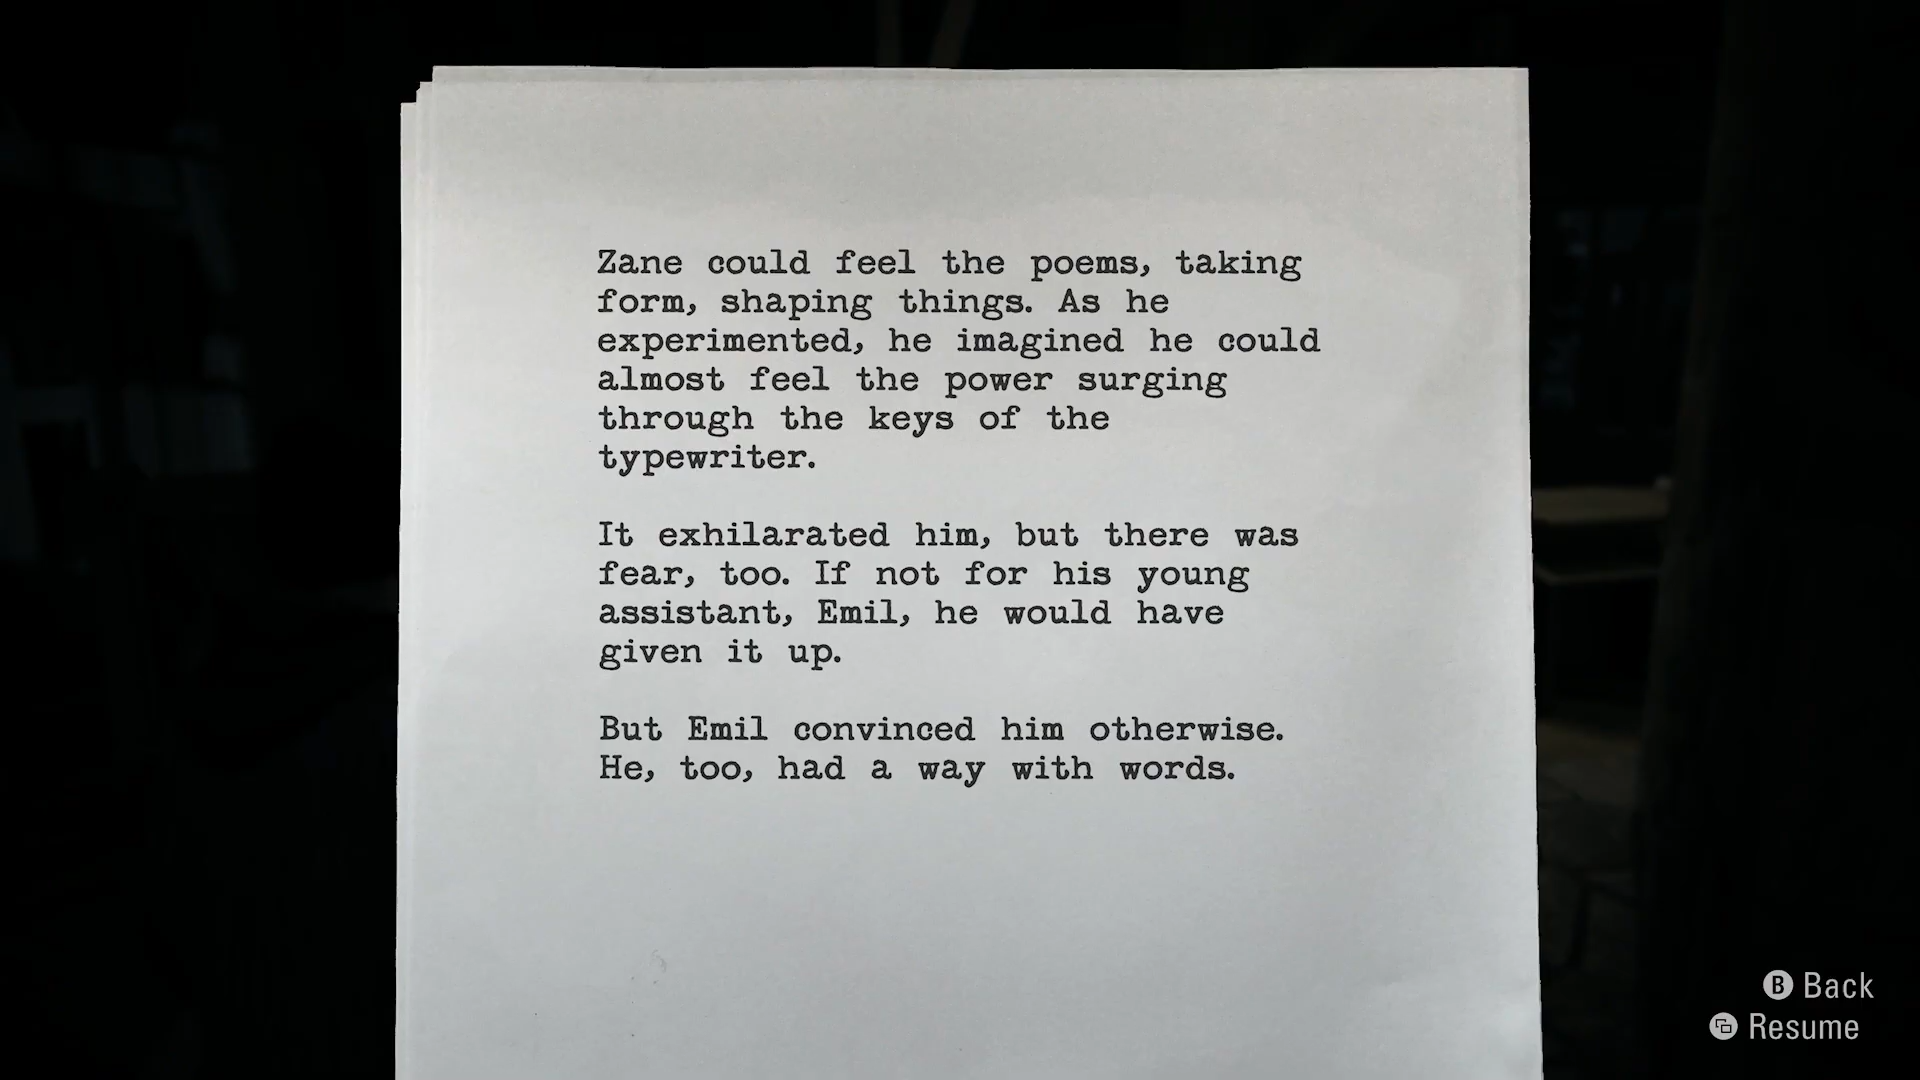 Zane could feel the poems, taking
form, shaping things. As he
experimented, he imagined he could
almost feel the power surging
through the keys of the
typewriter.
It exhilarated him, but there was
fear, too. If not for his young
assistant, Emil, he would have
given it up.
But Emil convinced him otherwise.
He, too, had a way with words.
B Back
Resume